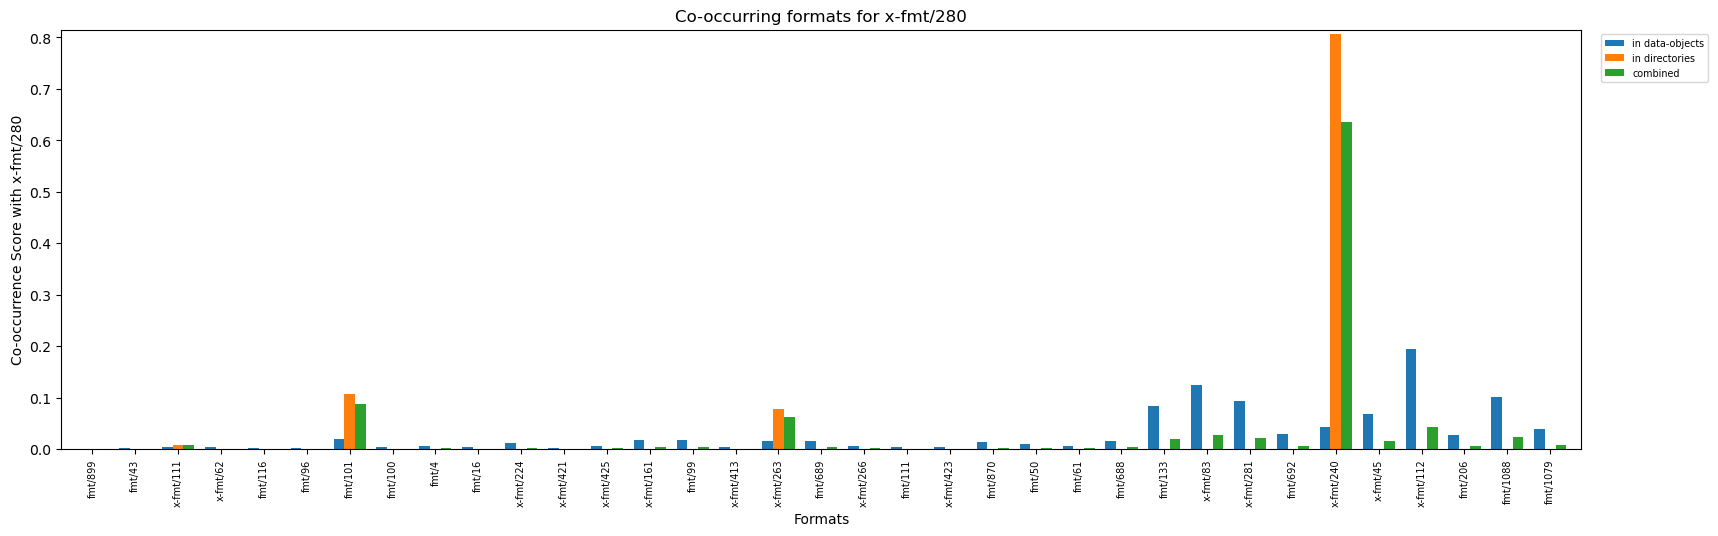 Co-occurring formats for x-fmt/280
in data-objects
in directories
combined
Co-occurrence Score with x-fmt/280
0.8
0.7
0.6
0.5
0.4
0.3
0.2
0.1
0.0
fmt/899
fmt/43
x-fmt/111
x-fmt/62
fmt/116
fmt/96
fmt/101
fmt/100
fmt/4
fmt/16
x-fmt/224
x-fmt/421
x-fmt/425
x-fmt/161
fmt/99
x-fmt/413
x-fmt/263
fmt/689
x-fmt/266
fmt/111
x-fmt/423
fmt/870
fmt/50
fmt/61
fmt/688
fmt/133
x-fmt/83
x-fmt/281
fmt/692
x-fmt/240
x-fmt/45
x-fmt/112
fmt/206
fmt/1088
fmt/1079
Formats